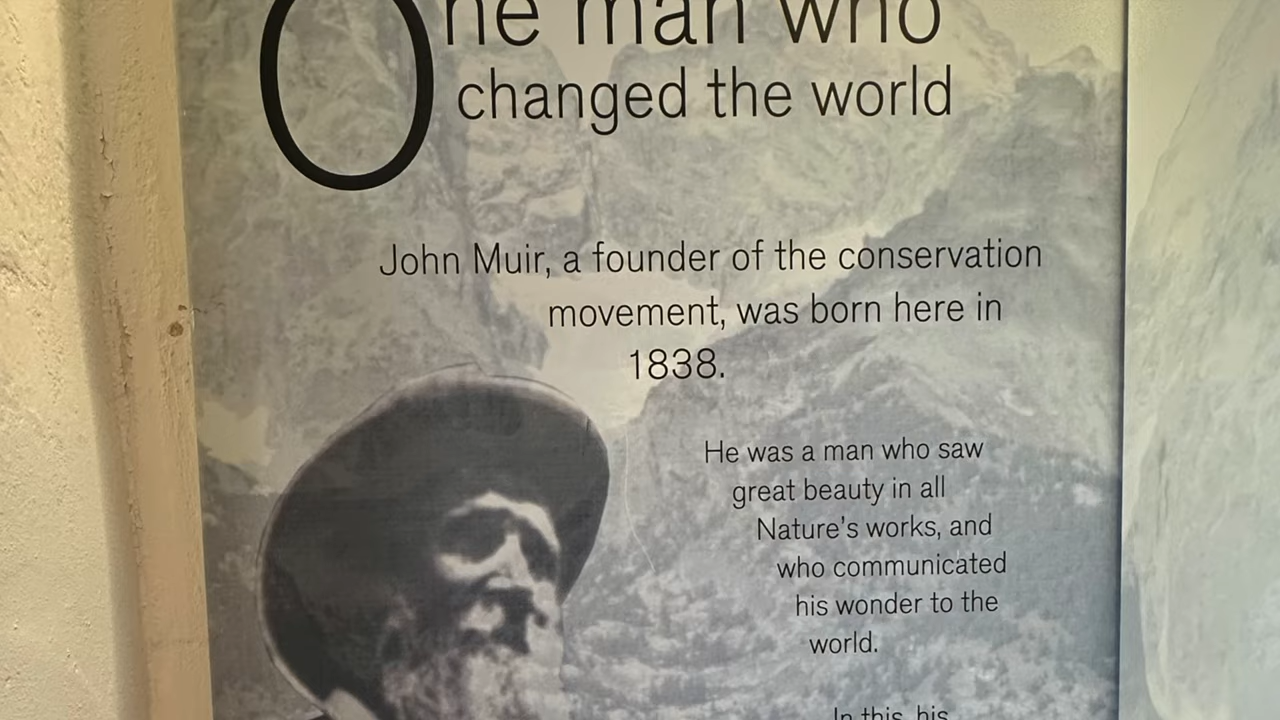 One man who
changed the world
John Muir, a founder of the conservation
movement, was born here in
1838.
He was a man who saw
great beauty in all
Nature's works, and
who communicated
his wonder to the
world.
In this, his